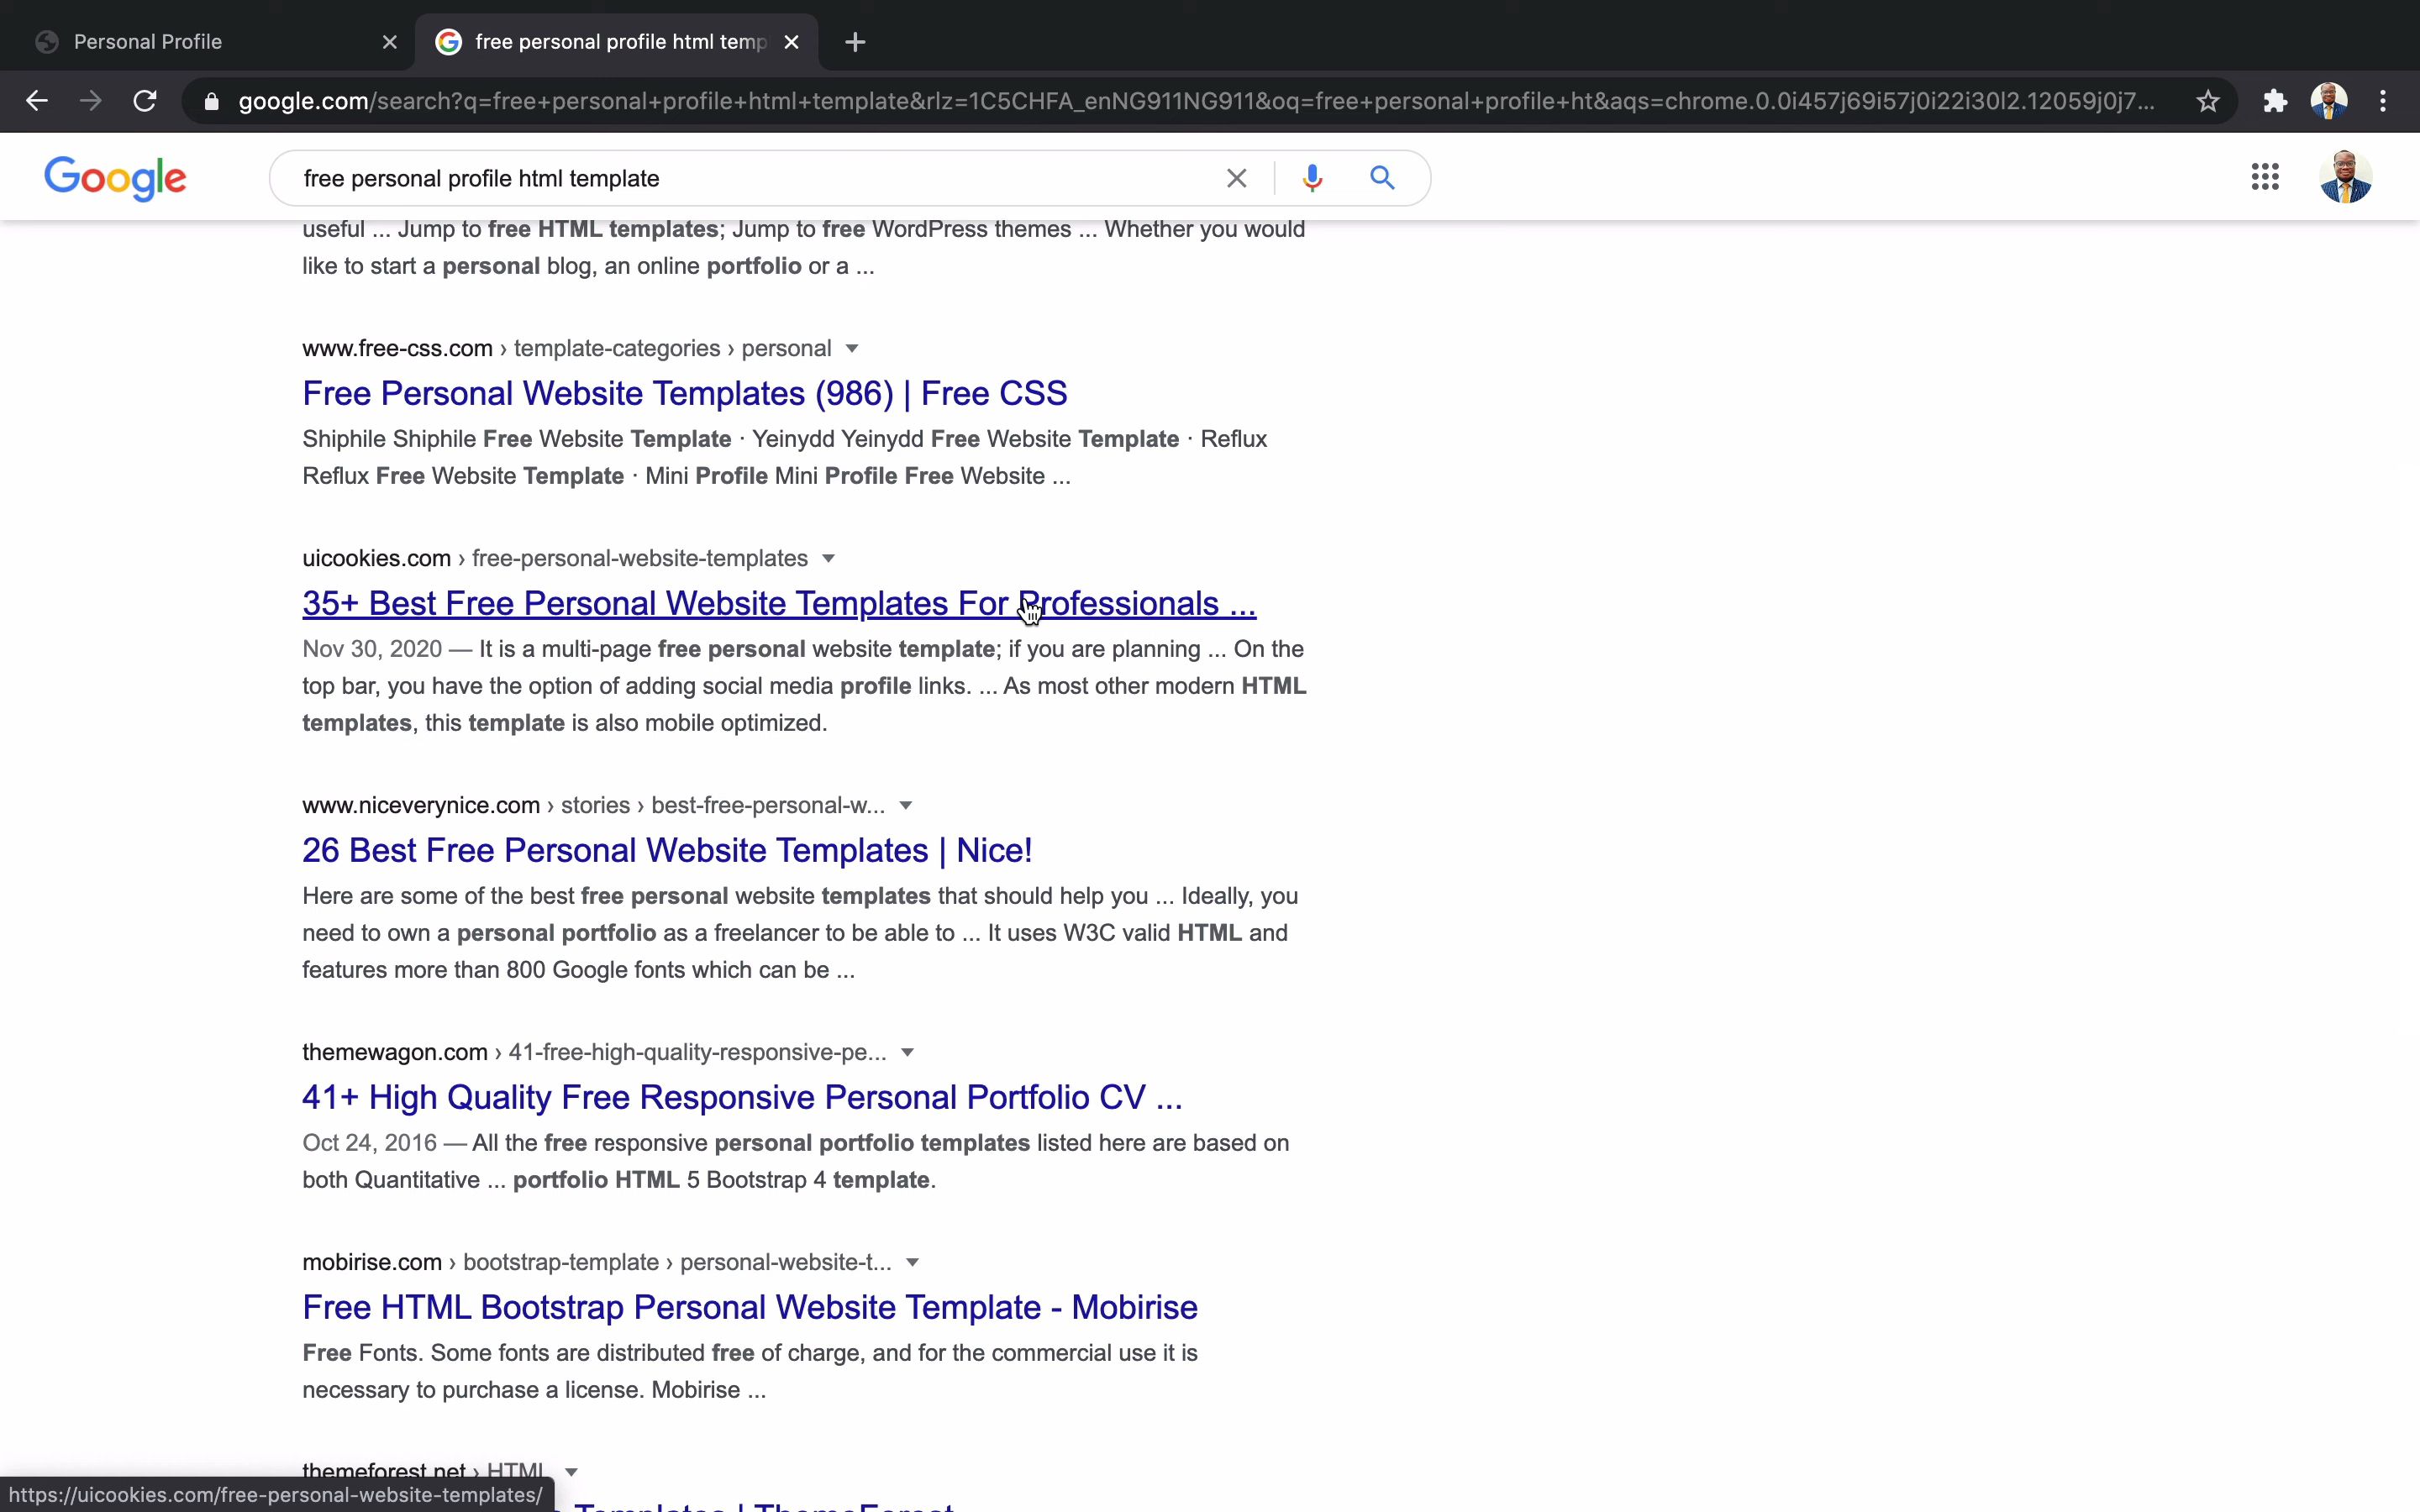 Personal Profile
free personal profile html temp
google.com/search?q=free+personal+profile+html+template&rlz=1C5CHFA_enNG911NG911&oq=free+personal+profile+ht&aqs=chrome.0.0i457j69i57j0i22i30l2.12059j0j7...
Google
free personal profile html template
useful ... Jump to free HTML templates; Jump to free WordPress themes ... Whether you would
like to start a personal blog, an online portfolio or a ...
www.free-css.com › template-categories › personal
Free Personal Website Templates (986) | Free CSS
Shiphile Shiphile Free Website Template · Yeinydd Yeinydd Free Website Template · Reflux
Reflux Free Website Template · Mini Profile Mini Profile Free Website ...
uicookies.com › free-personal-website-templates
35+ Best Free Personal Website Templates For Professionals ...
Nov 30, 2020 — It is a multi-page free personal website template; if you are planning ... On the
top bar, you have the option of adding social media profile links. ... As most other modern HTML
templates, this template is also mobile optimized.
www.niceverynice.com › stories › best-free-personal-w...
26 Best Free Personal Website Templates | Nice!
Here are some of the best free personal website templates that should help you ... Ideally, you
need to own a personal portfolio as a freelancer to be able to ... It uses W3C valid HTML and
features more than 800 Google fonts which can be ...
themewagon.com › 41-free-high-quality-responsive-pe...
41+ High Quality Free Responsive Personal Portfolio CV ...
Oct 24, 2016 — All the free responsive personal portfolio templates listed here are based on
both Quantitative ... portfolio HTML 5 Bootstrap 4 template.
mobirise.com › bootstrap-template › personal-website-t...
Free HTML Bootstrap Personal Website Template - Mobirise
Free Fonts. Some fonts are distributed free of charge, and for the commercial use it is
necessary to purchase a license. Mobirise ...
themeforest.net › HTML
https://uicookies.com/free-personal-website-templates/
Templates | ThemeForest